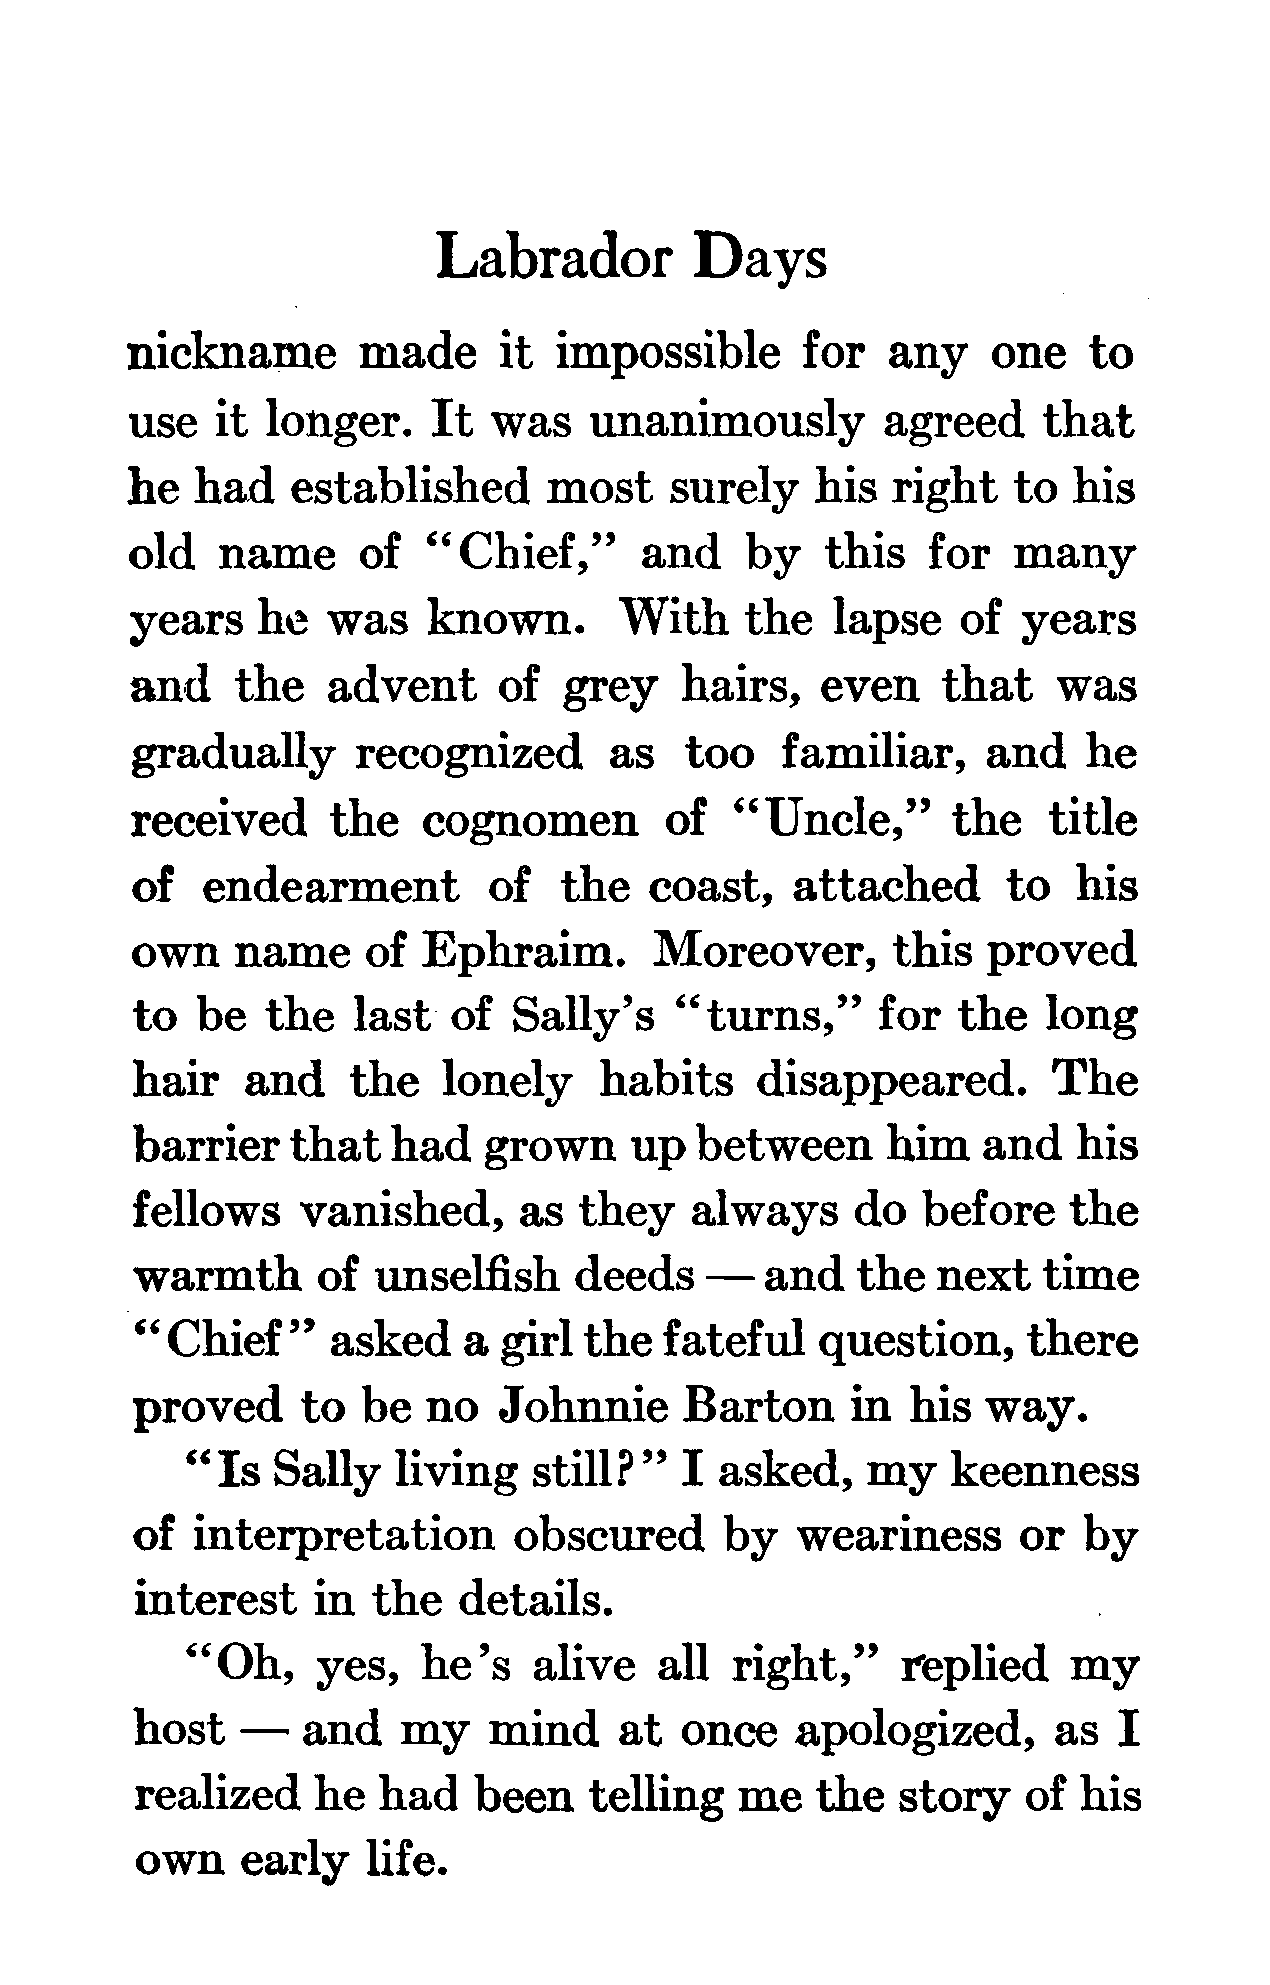 Labrador Days
nickname made it impossible for any one to
use it longer. It was unanimously agreed that
he had established most surely his right to his
old name of “Chief,” and by this for many
years he was known. With the lapse of years
and the advent of grey hairs, even that was
gradually recognized as too familiar, and he
received the cognomen of “Uncle,” the title
of endearment of the coast, attached to his
own name of Ephraim. Moreover, this proved
to be the last of Sally’s “turns,” for the long
hair and the lonely habits disappeared. The
barrier that had grown up between him and his
fellows vanished, as they always do before the
warmth of unselfish deeds — and the next time
“Chief” asked a girl the fateful question, there
proved to be no Johnnie Barton in his way.
“Is Sally living still?” I asked, my keenness
of interpretation obscured by weariness or by
interest in the details.
“Oh, yes, he’s alive all right,” replied my
host — and my mind at once apologized, as I
realized he had been telling me the story of his
own early life.